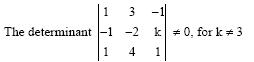 The determinant | 1 3 -1 |
| -1 -2 k | ≠ 0, for k ≠ 3
| 1 4 1 |